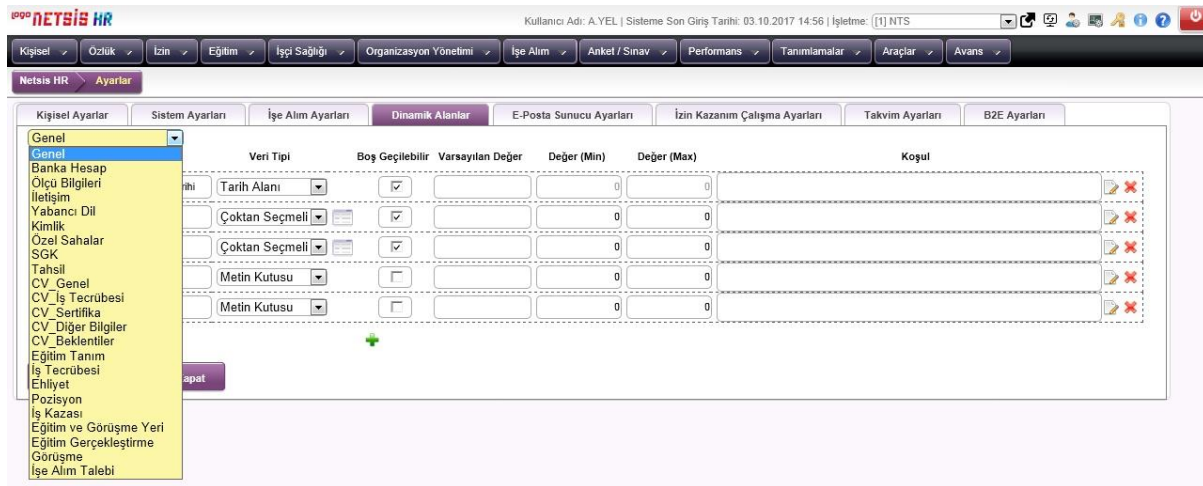 logo NETSİS HR
Kullanıcı Adı: A.YEL | Sisteme Son Giriş Tarihi: 03.10.2017 14:56 | İşletme: [1] NTS
Kişisel Özlük İzin Eğitim İşçi Sağlığı Organizasyon Yönetimi İşe Alım Anket / Sınav Performans Tanımlamalar Araçlar Avans
Netsis HR Ayarlar
Kişisel Ayarlar Sistem Ayarları İşe Alım Ayarları Dinamik Alanlar E-Posta Sunucu Ayarları İzin Kazanım Çalışma Ayarları Takvim Ayarları B2E Ayarları
Genel
Veri Tipi Boş Geçilebilir Varsayılan Değer Değer (Min) Değer (Max) Koşul
Tarih Alanı 0 0
Çoktan Seçmeli 0 0
Çoktan Seçmeli 0 0
Metin Kutusu 0 0
Metin Kutusu 0 0
Genel
Banka Hesap
Ölçü Bilgileri
İletişim
Yabancı Dil
Kimlik
Özel Sahalar
SGK
Tahsil
CV_Genel
CV_İş Tecrübesi
CV_Sertifika
CV_Diğer Bilgiler
CV_Beklentiler
Eğitim Tanım
İş Tecrübesi
Ehliyet
Pozisyon
İş Kazası
Eğitim ve Görüşme Yeri
Eğitim Gerçekleştirme
Görüşme
İşe Alım Talebi